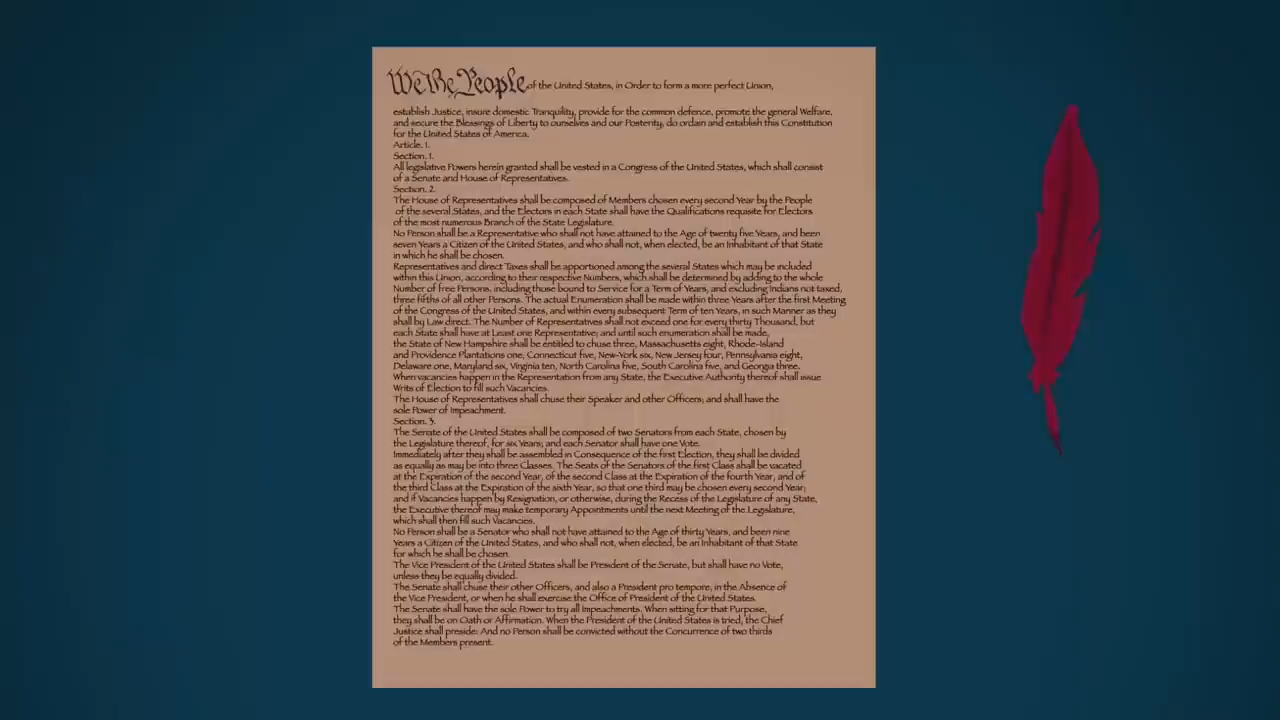 We the People of the United States, in Order to form a more perfect Union,
establish Justice, insure domestic Tranquility, provide for the common defence, promote the general Welfare,
and secure the Blessings of Liberty to ourselves and our Posterity, do ordain and establish this Constitution
for the United States of America.
Article. I.
Section. 1.
All legislative Powers herein granted shall be vested in a Congress of the United States, which shall consist
of a Senate and House of Representatives.
Section. 2.
The House of Representatives shall be composed of Members chosen every second Year by the People
of the several States, and the Electors in each State shall have the Qualifications requisite for Electors
of the most numerous Branch of the State Legislature.
No Person shall be a Representative who shall not have attained to the Age of twenty five Years, and been
seven Years a Citizen of the United States, and who shall not, when elected, be an Inhabitant of that State
in which he shall be chosen.
Representatives and direct Taxes shall be apportioned among the several States which may be included
within this Union, according to their respective Numbers, which shall be determined by adding to the whole
Number of free Persons, including those bound to Service for a Term of Years, and excluding Indians not taxed,
three fifths of all other Persons. The actual Enumeration shall be made within three Years after the first Meeting
of the Congress of the United States, and within every subsequent Term of ten Years, in such Manner as they
shall by Law direct. The Number of Representatives shall not exceed one for every thirty Thousand, but
each State shall have at Least one Representative; and until such enumeration shall be made,
the State of New Hampshire shall be entitled to chuse three, Massachusetts eight, Rhode-Island
and Providence Plantations one, Connecticut five, New-York six, New Jersey four, Pennsylvania eight,
Delaware one, Maryland six, Virginia ten, North Carolina five, South Carolina five, and Georgia three.
When vacancies happen in the Representation from any State, the Executive Authority thereof shall issue
Writs of Election to fill such Vacancies.
The House of Representatives shall chuse their Speaker and other Officers; and shall have the
sole Power of Impeachment.
Section. 3.
The Senate of the United States shall be composed of two Senators from each State, chosen by
the Legislature thereof, for six Years; and each Senator shall have one Vote.
Immediately after they shall be assembled in Consequence of the first Election, they shall be divided
as equally as may be into three Classes. The Seats of the Senators of the first Class shall be vacated
at the Expiration of the second Year, of the second Class at the Expiration of the fourth Year, and of
the third Class at the Expiration of the sixth Year, so that one third may be chosen every second Year;
and if Vacancies happen by Resignation, or otherwise, during the Recess of the Legislature of any State,
the Executive thereof may make temporary Appointments until the next Meeting of the Legislature,
which shall then fill such Vacancies.
No Person shall be a Senator who shall not have attained to the Age of thirty Years, and been nine
Years a Citizen of the United States, and who shall not, when elected, be an Inhabitant of that State
for which he shall be chosen.
The Vice President of the United States shall be President of the Senate, but shall have no Vote,
unless they be equally divided.
The Senate shall chuse their other Officers, and also a President pro tempore, in the Absence of
the Vice President, or when he shall exercise the Office of President of the United States.
The Senate shall have the sole Power to try all Impeachments. When sitting for that Purpose,
they shall be on Oath or Affirmation. When the President of the United States is tried, the Chief
Justice shall preside: And no Person shall be convicted without the Concurrence of two thirds
of the Members present.